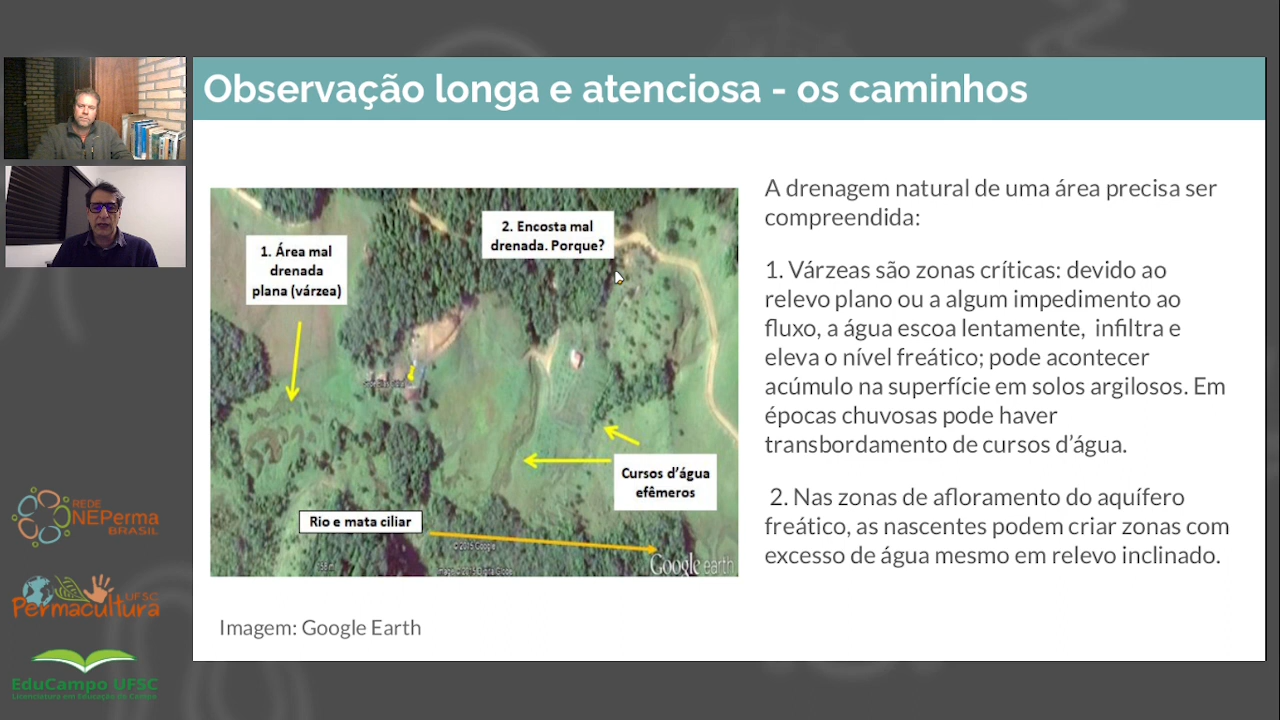 Observação longa e atenciosa - os caminhos
1. Área mal
drenada
plana (várzea)
2. Encosta mal
drenada. Porque?
Cursos d'água
efêmeros
Rio e mata ciliar
© 2015 Google
Google earth
Imagem: Google Earth
A drenagem natural de uma área precisa ser
compreendida:
1. Várzeas são zonas críticas: devido ao
relevo plano ou a algum impedimento ao
fluxo, a água escoa lentamente, infiltra e
eleva o nível freático; pode acontecer
acúmulo na superfície em solos argilosos. Em
épocas chuvosas pode haver
transbordamento de cursos d'água.
2. Nas zonas de afloramento do aquífero
freático, as nascentes podem criar zonas com
excesso de água mesmo em relevo inclinado.
REDE
NEPerma
BRASIL
UFSC
Permacultura
EduCampo UFSC
Licenciatura em Educação do Campo